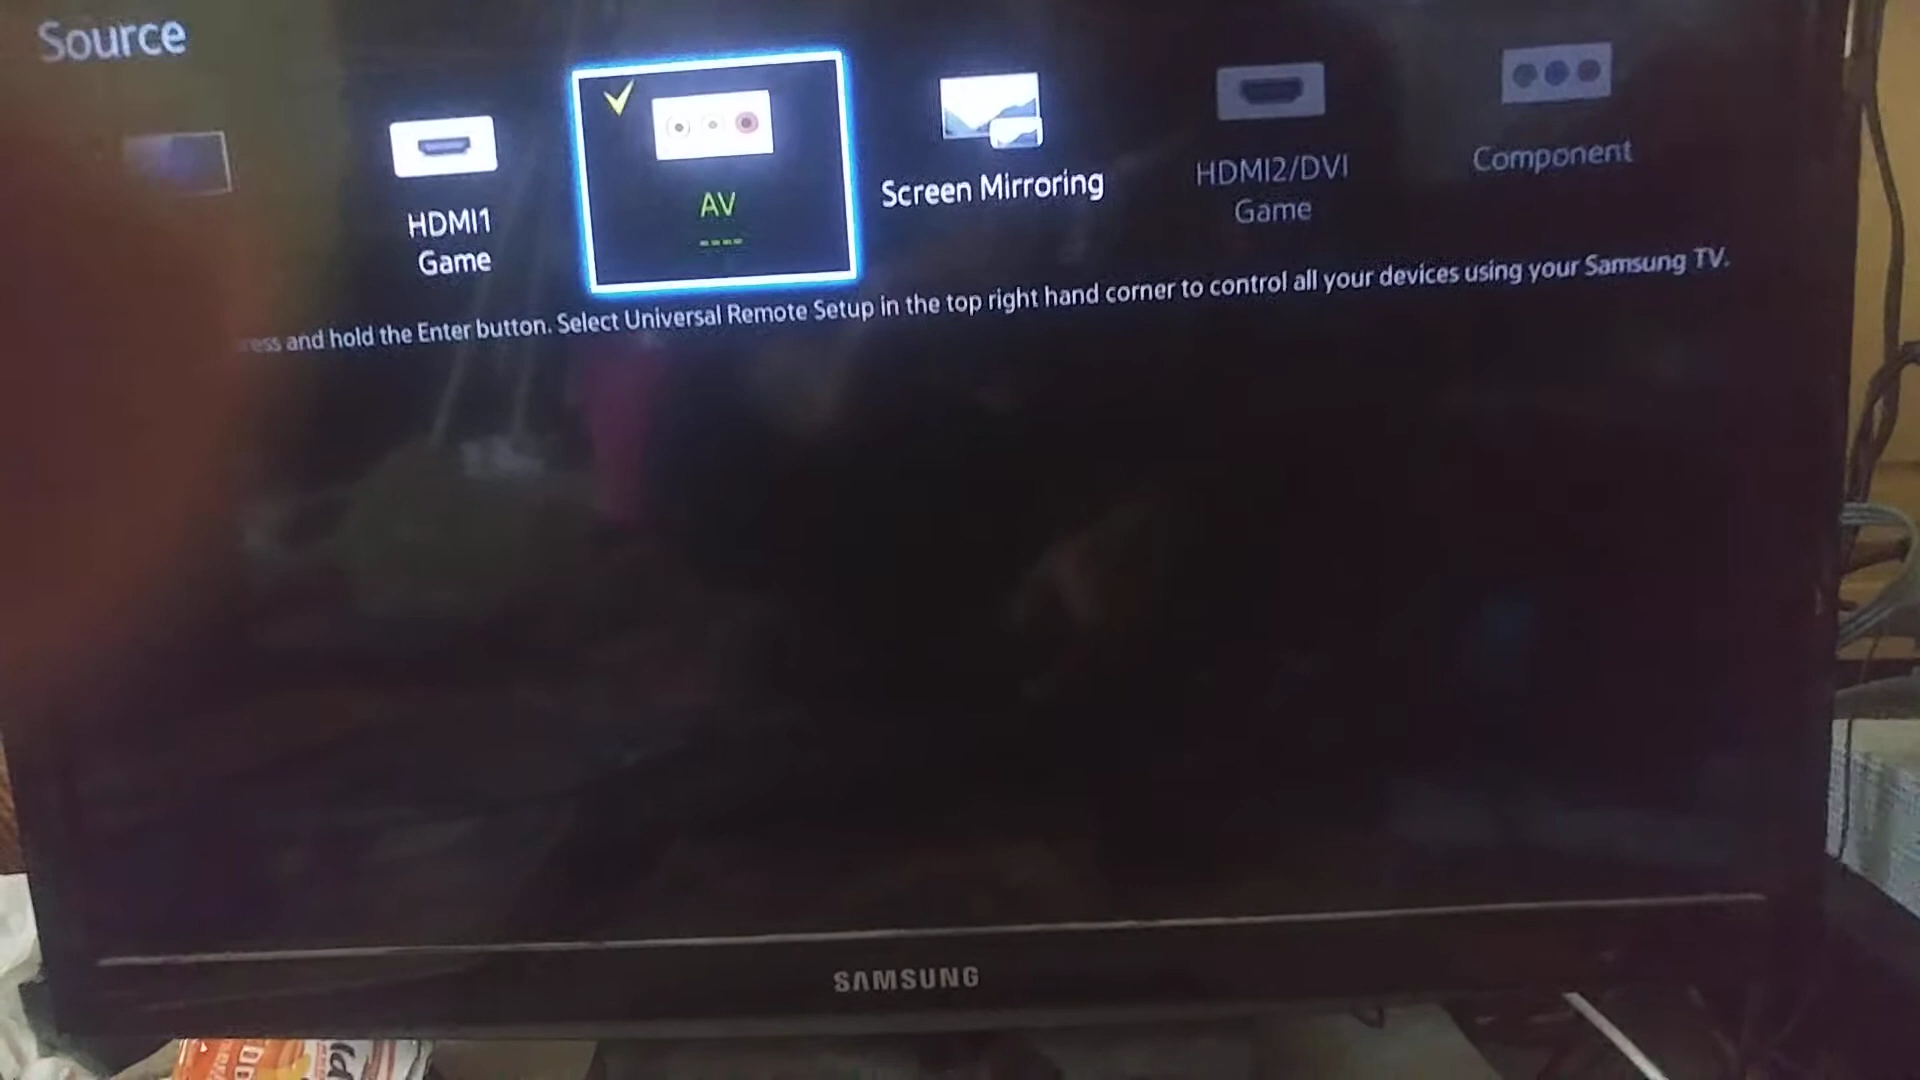 Source
HDMI1
Game
AV
----
Screen Mirroring
HDMI2/DVI
Game
Component
and hold the Enter button. Select Universal Remote Setup in the top right hand corner to control all your devices using your Samsung TV.
SAMSUNG